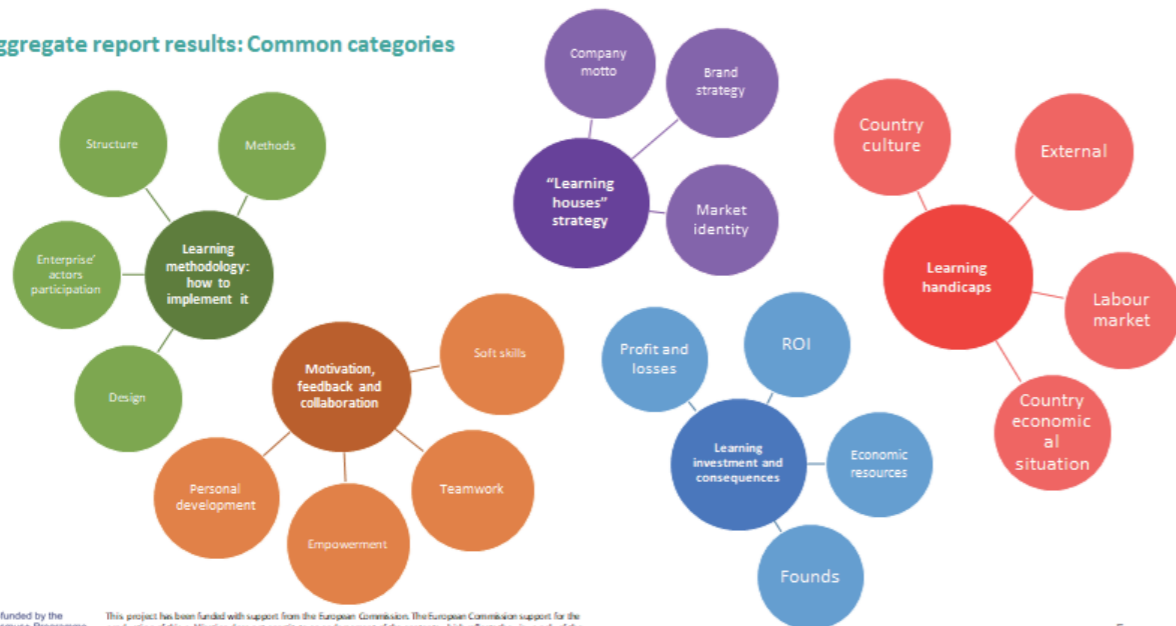 ggregate report results: Common categories
Company
motto
Brand
strategy
"Learning
houses"
strategy
Market
identity
Structure
Methods
Enterprise'
actors
participation
Learning
methodology:
how to
implement it
Design
Country
culture
External
Learning
handicaps
Labour
market
Country
economic
al
situation
Motivation,
feedback and
collaboration
Soft skills
Personal
development
Empowerment
Teamwork
Profit and
losses
ROI
Learning
investment and
consequences
Economic
resources
Founds
funded by the
This project has been funded with support from the European Commission. The European Commission support for the